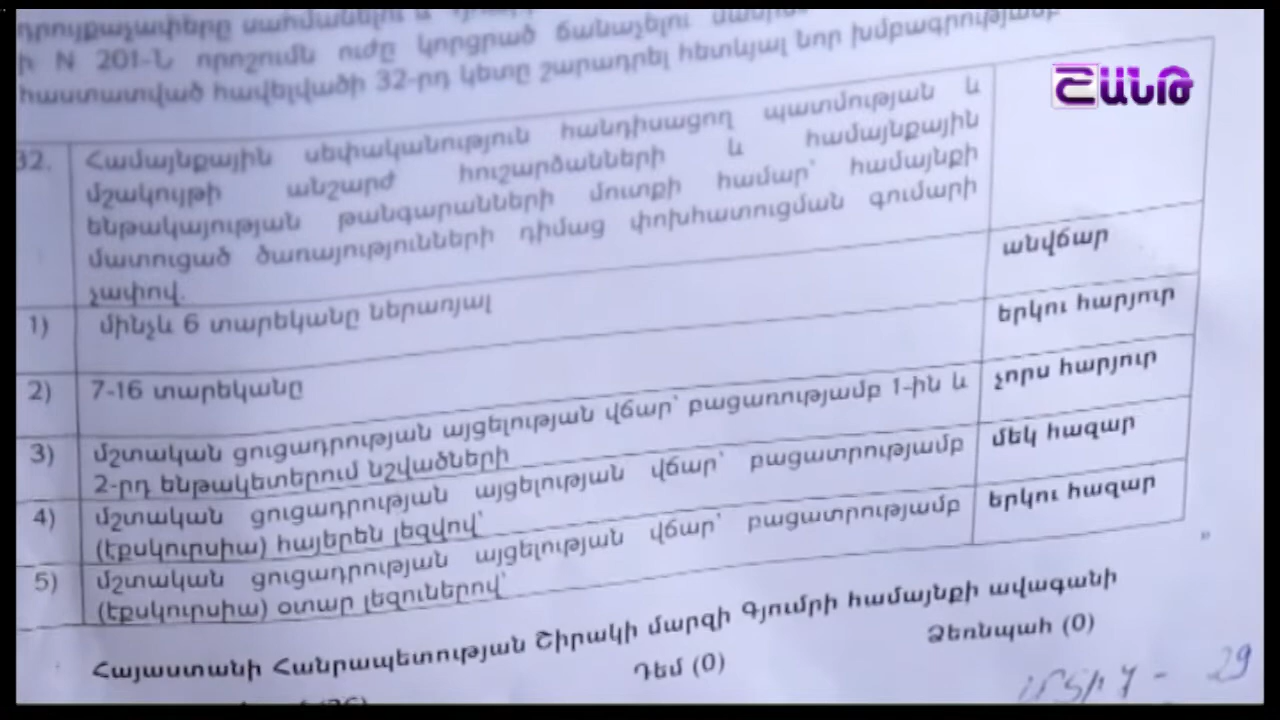 դրույքաչափերը սահմանելու և
ի N 201-Ն որոշումն ուժը կորցրած ճանաչելու մասին
հաստատված հավելվածի 32-րդ կետը շարադրել հետևյալ նոր խմբագրությամբ
ՇԱՆԹ
32. Համայնքային սեփականություն հանդիսացող պատմության և
մշակույթի անշարժ հուշարձանների և համայնքային
ենթակայության թանգարանների մուտքի համար՝ համայնքի
մատուցած ծառայությունների դիմաց փոխհատուցման գումարի
չափով.
1) մինչև 6 տարեկանը ներառյալ անվճար
2) 7-16 տարեկանը երկու հարյուր
3) մշտական ցուցադրության այցելության վճար՝ բացառությամբ 1-ին և չորս հարյուր
2-րդ ենթակետերում նշվածների
4) մշտական ցուցադրության այցելության վճար՝ բացատրությամբ մեկ հազար
(էքսկուրսիա) հայերեն լեզվով՝
5) մշտական ցուցադրության այցելության վճար՝ բացատրությամբ երկու հազար
(էքսկուրսիա) օտար լեզուներով՝
»
Հայաստանի Հանրապետության Շիրակի մարզի Գյումրի համայնքի ավագանի
Դեմ (0) Ձեռնպահ (0)
29